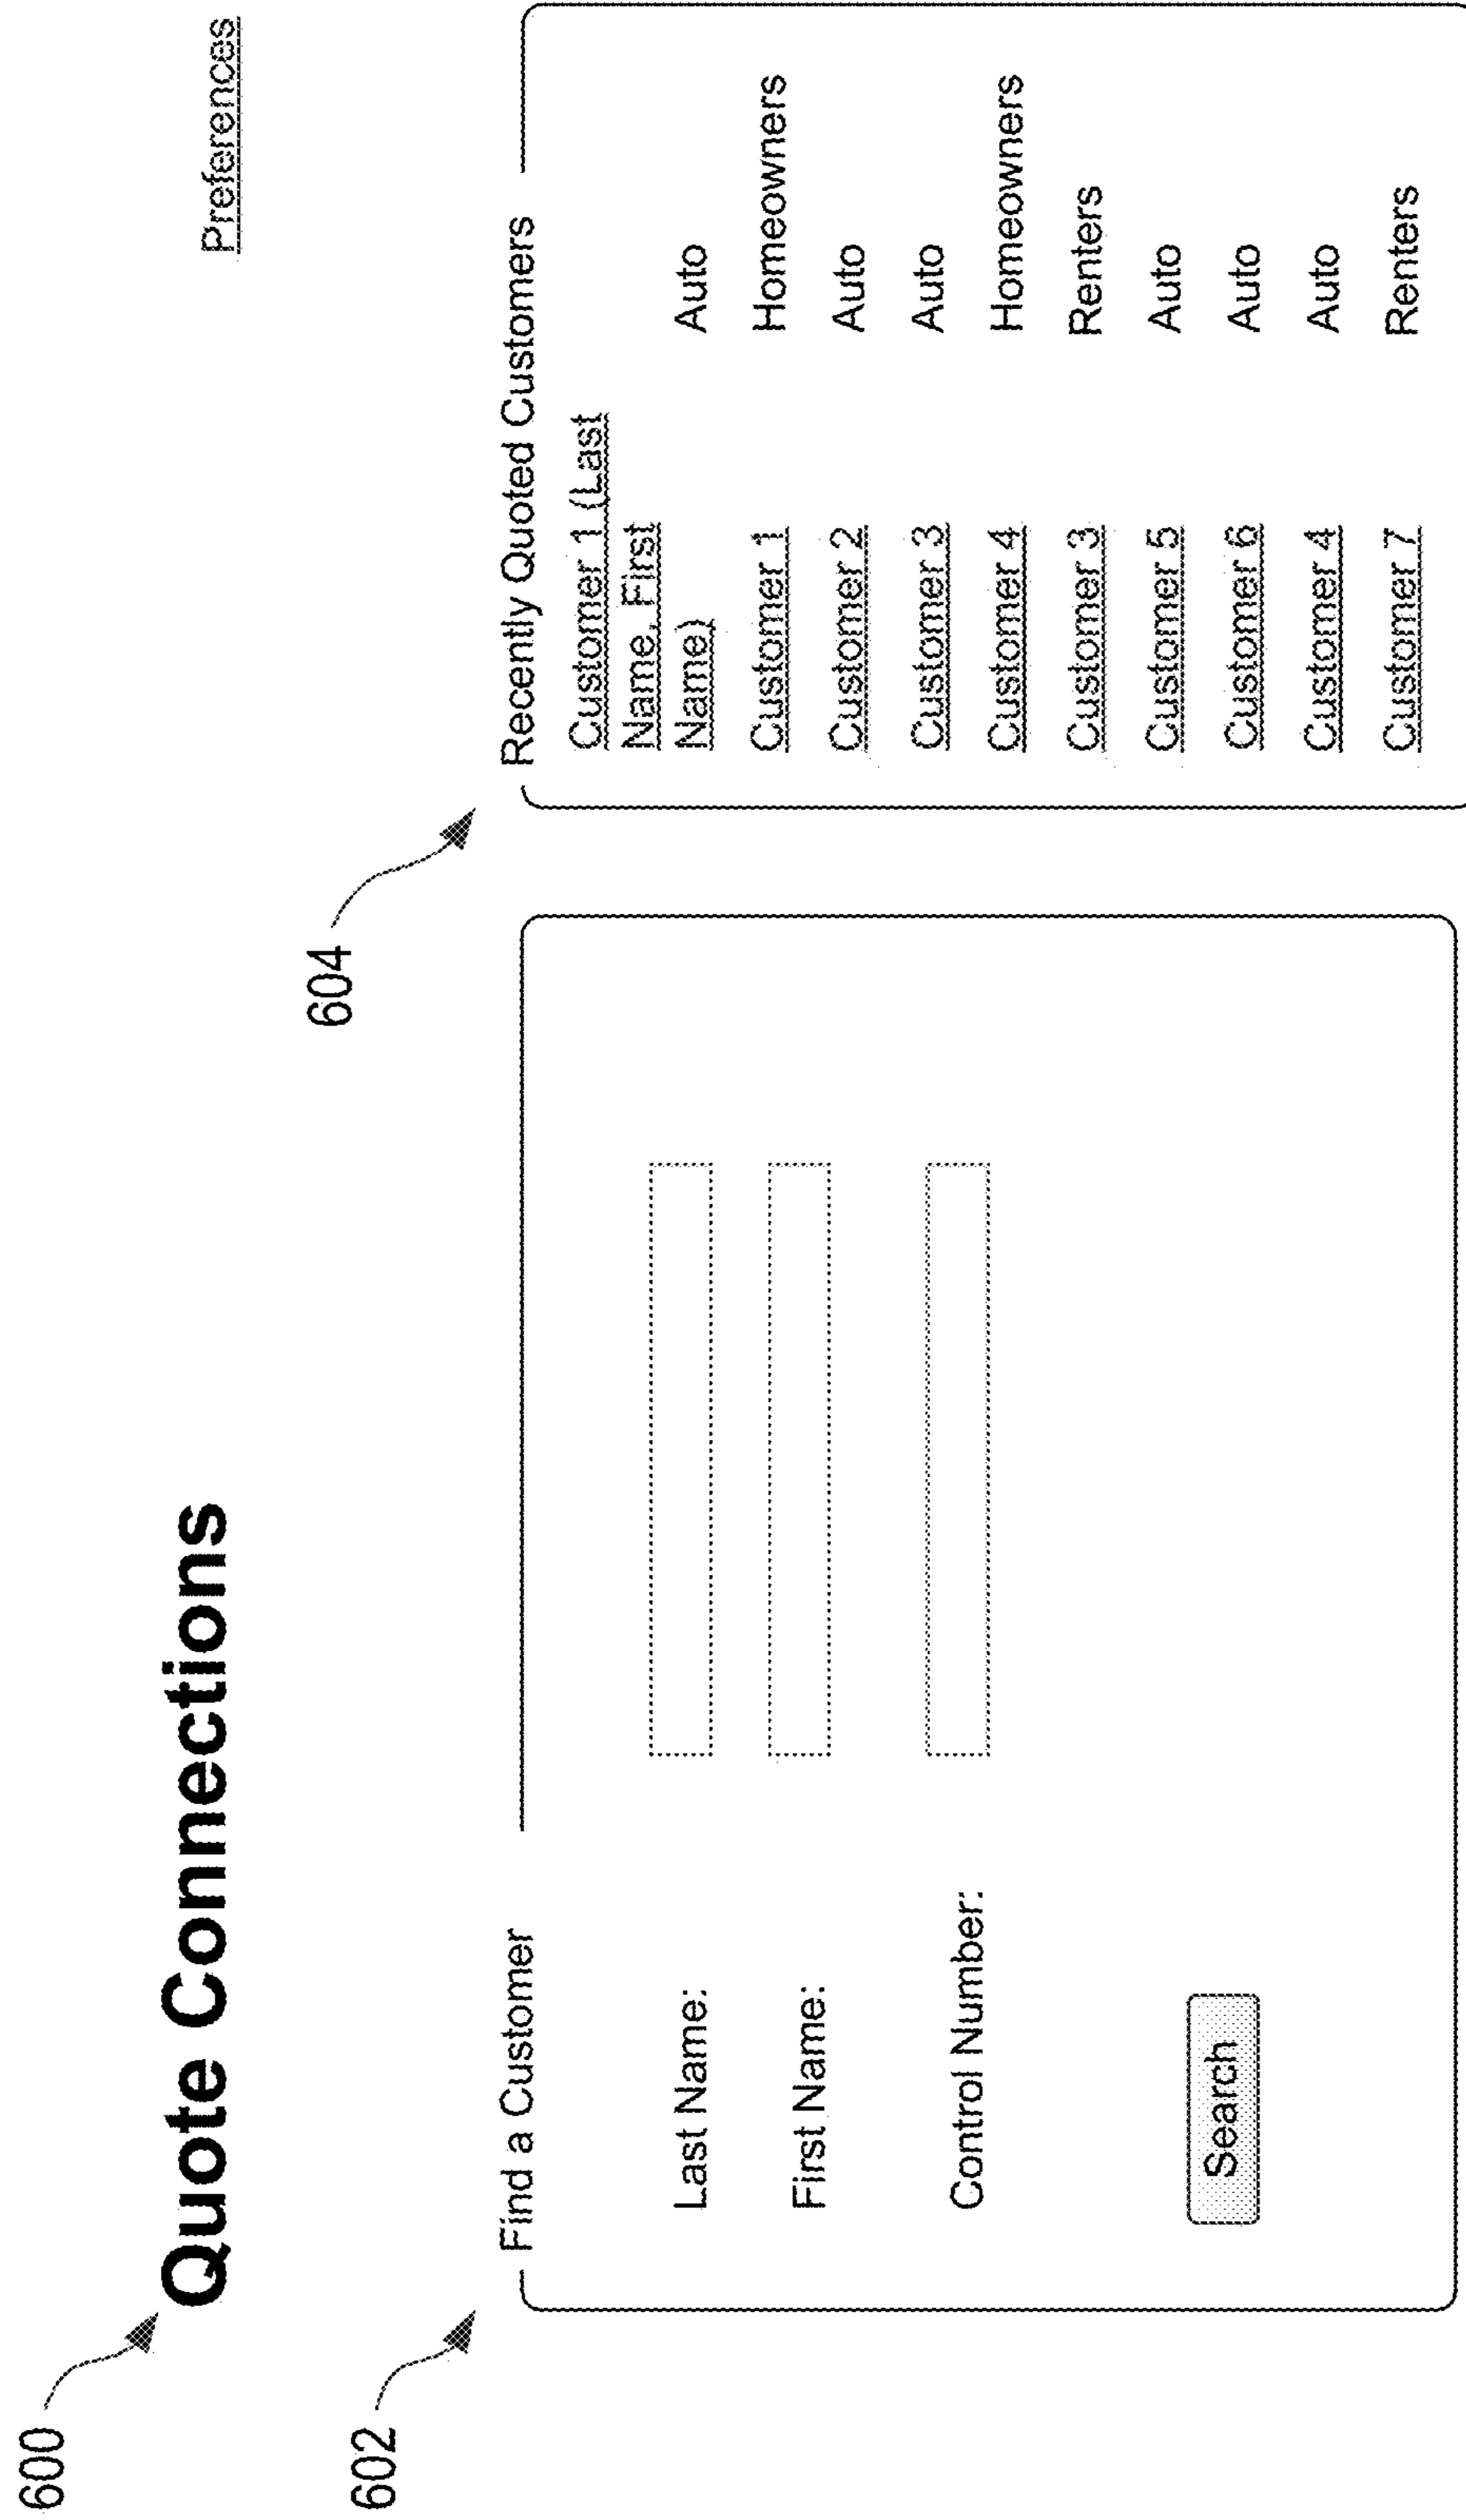 600
Quote Connections
Preferences
602
604
Find a Customer
Last Name:
First Name:
Control Number:
Search
Recently Quoted Customers
Customer 1 (Last
Name, First
Name) Auto
Customer 1 Homeowners
Customer 2 Auto
Customer 3 Auto
Customer 4 Homeowners
Customer 3 Renters
Customer 5 Auto
Customer 6 Auto
Customer 4 Auto
Customer 7 Renters